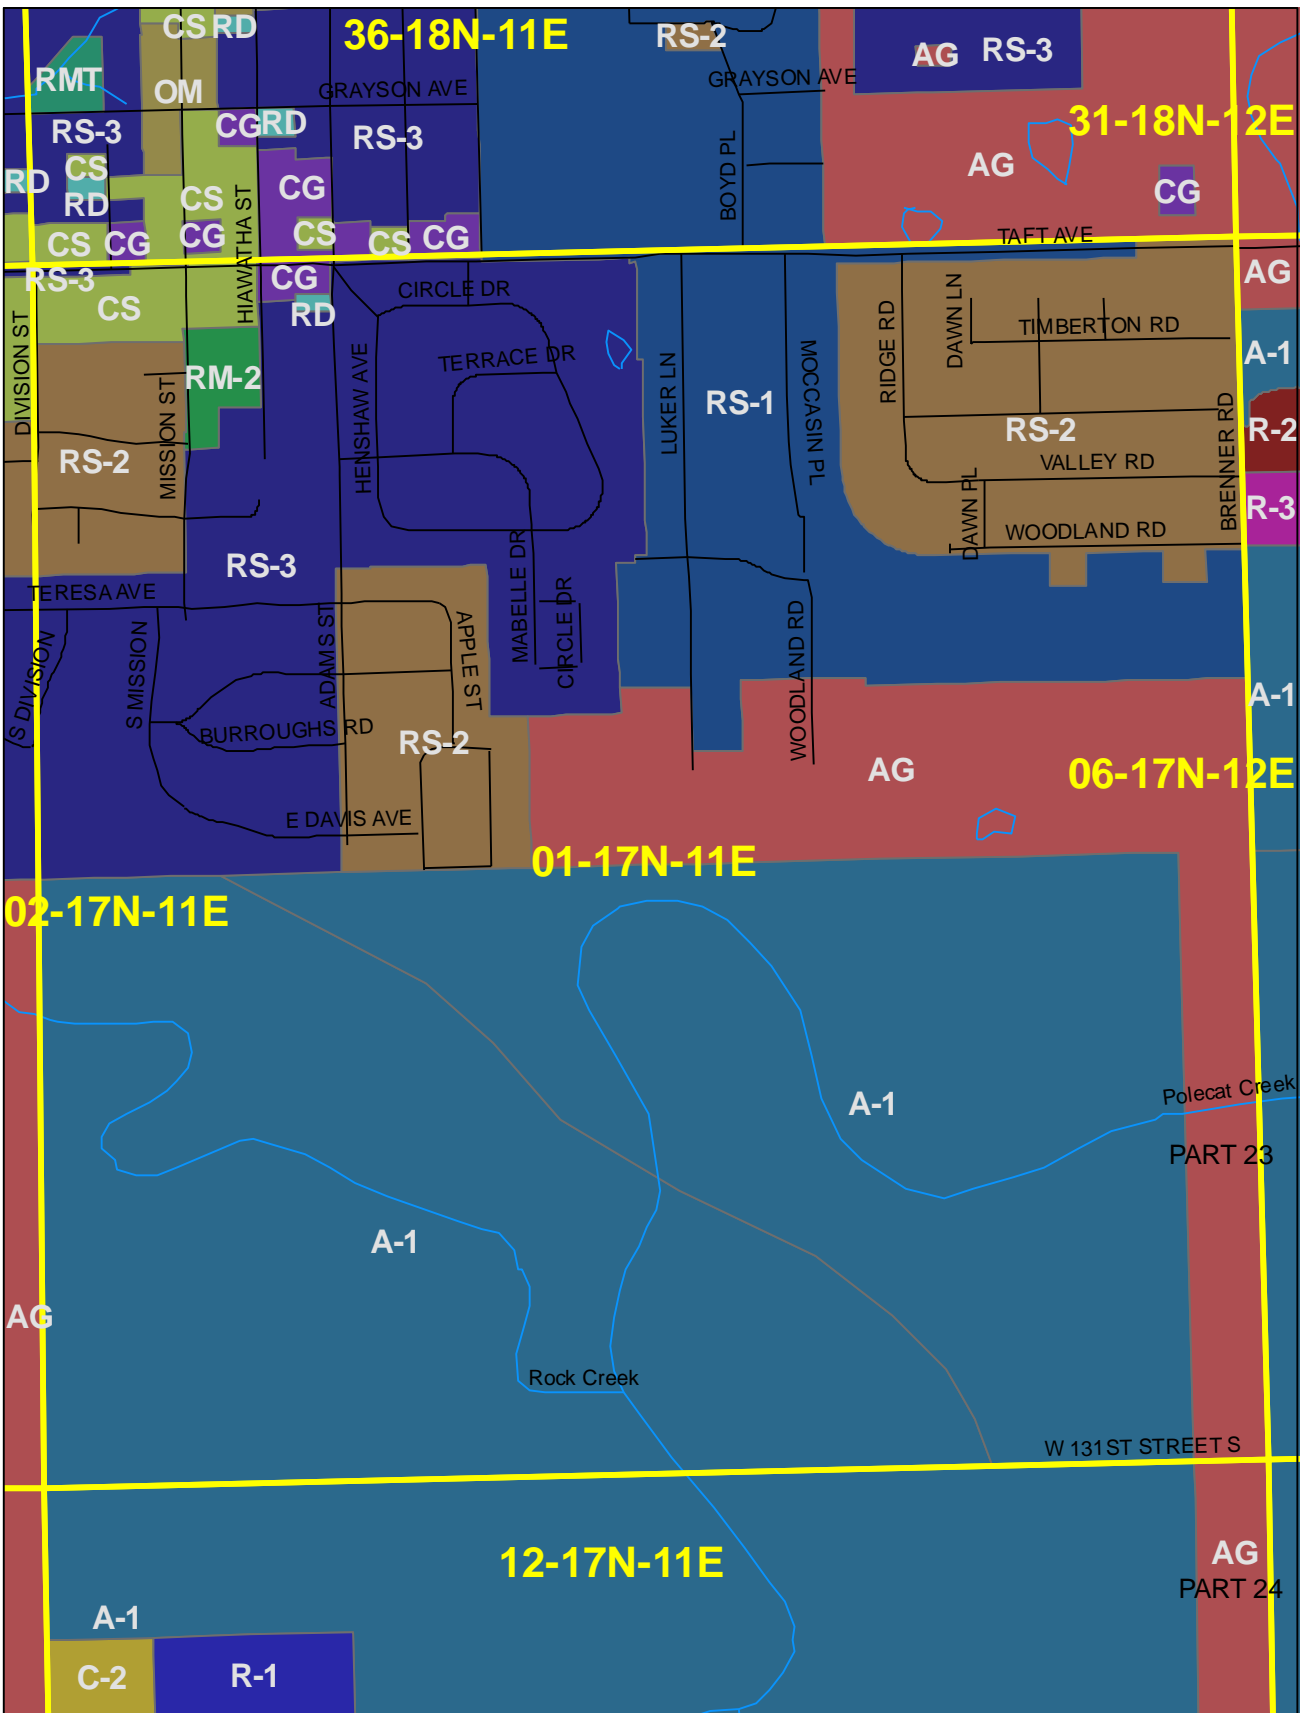 CS RD
36-18N-11E
RS-2
AG
RS-3
RMT
OM
GRAYSON AVE
GRAYSON AVE
RS-3
CG
RD
RS-3
31-18N-12E
BOYD PL
AG
CS
RD
RD
CS
CG
HIAWATHA ST
CG
CS
CG
CG
CS
CS
CG
TAFT AVE
RS-3
CS
CG
RD
CIRCLE DR
AG
DIVISION ST
TERRACE DR
RM-2
MISSION ST
HENSHAW AVE
LUKER LN
RS-1
MOCCASIN PL
RIDGE RD
DAWN LN
TIMBERTON RD
A-1
RS-2
BRENNER RD
R-2
RS-2
VALLEY RD
DAWN PL
WOODLAND RD
R-3
RS-3
TERESA AVE
ADAMS ST
APPLE ST
MABELLE DR
CIRCLE DR
WOODLAND RD
S DIVISION
S MISSION
BURROUGHS RD
RS-2
A-1
AG
06-17N-12E
E DAVIS AVE
01-17N-11E
02-17N-11E
Polecat Creek
A-1
PART 23
A-1
AG
Rock Creek
W 131ST STREET S
12-17N-11E
AG
PART 24
A-1
C-2
R-1